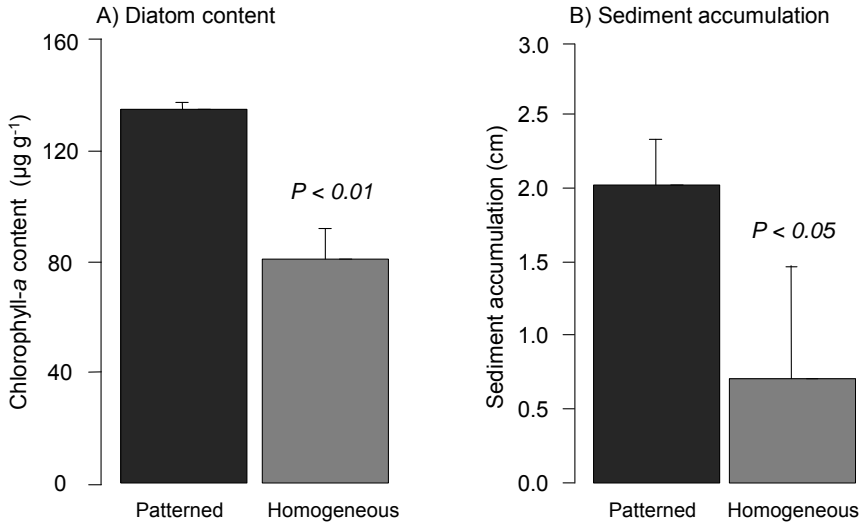 A) Diatom content
Chlorophyll-a content (µg g⁻¹)
160
120
80
40
0
P < 0.01
Patterned
Homogeneous
B) Sediment accumulation
Sediment accumulation (cm)
3.0
2.5
2.0
1.5
1.0
0.5
0.0
P < 0.05
Patterned
Homogeneous